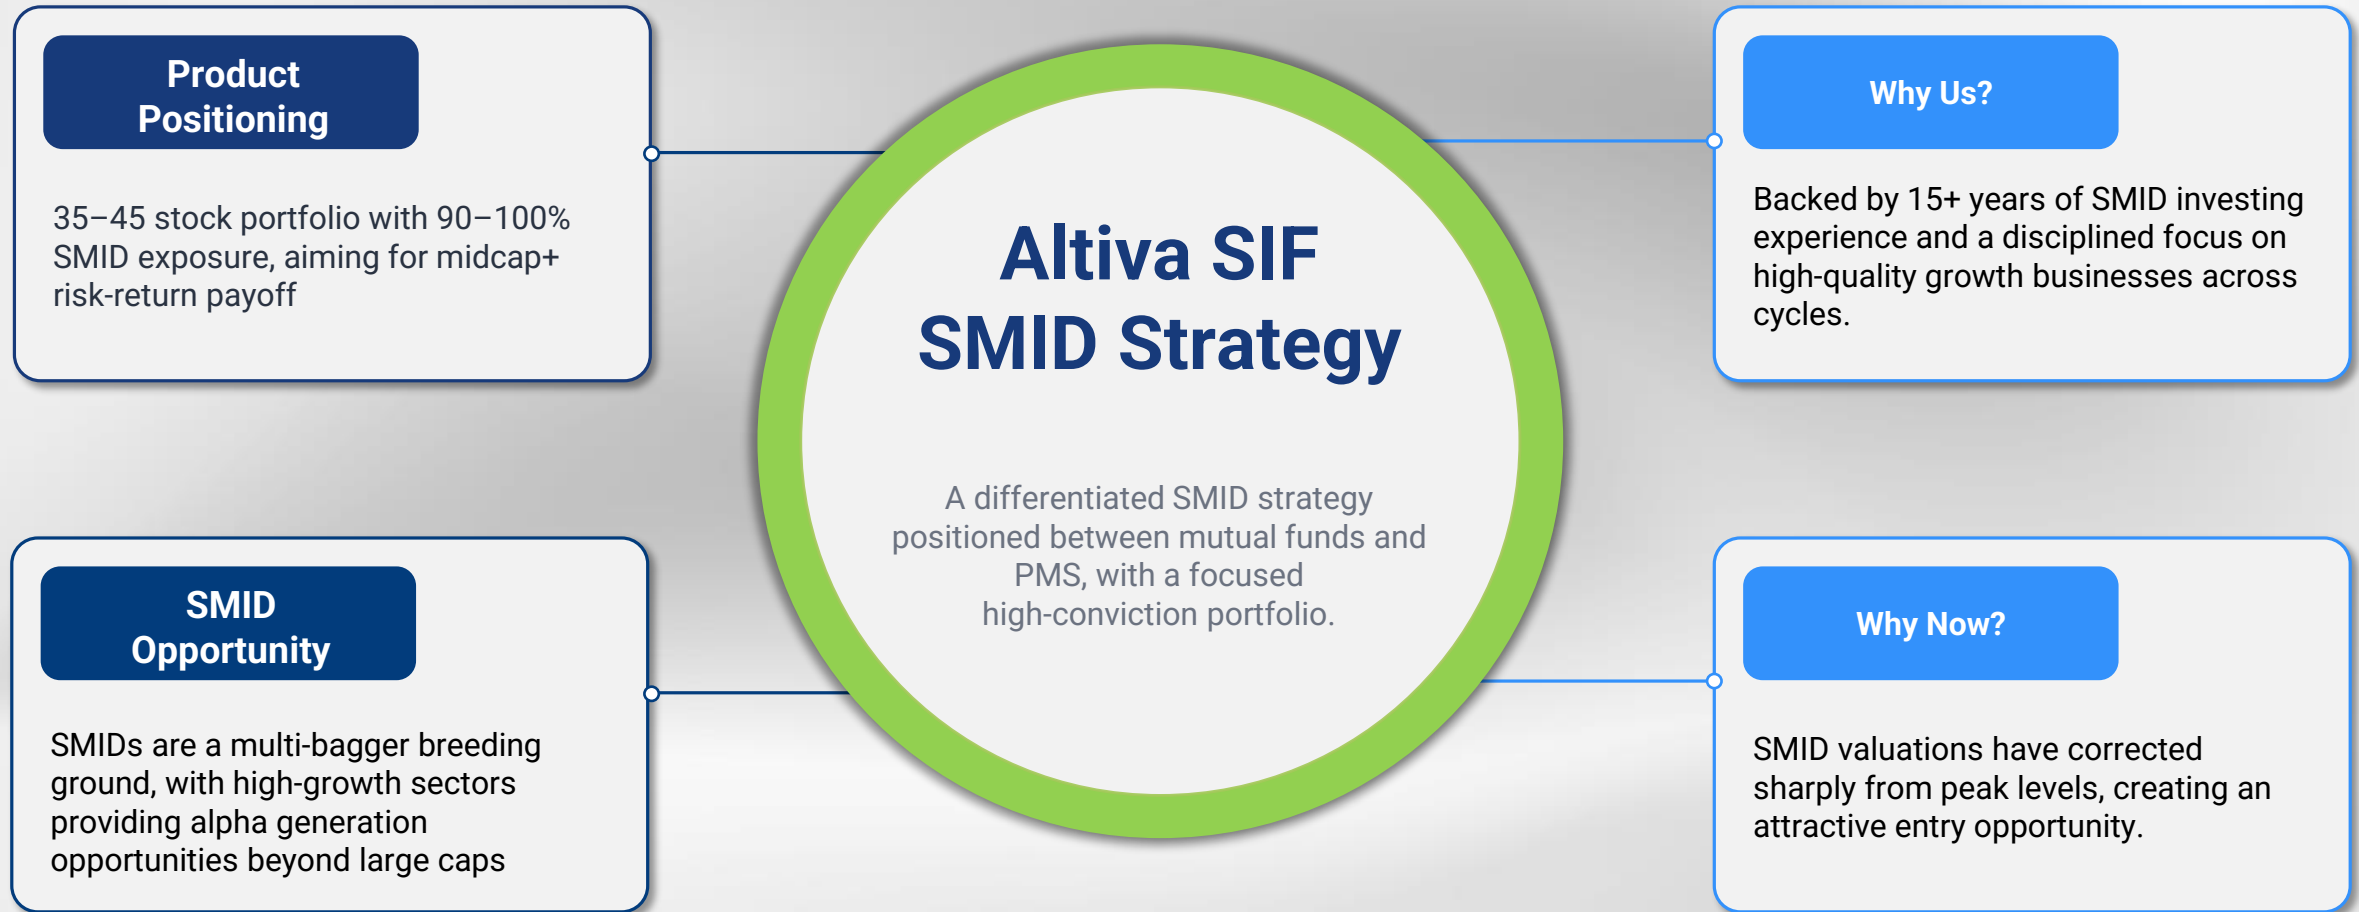 Product
Positioning
35–45 stock portfolio with 90–100%
SMID exposure, aiming for midcap+
risk-return payoff
SMID
Opportunity
SMIDs are a multi-bagger breeding
ground, with high-growth sectors
providing alpha generation
opportunities beyond large caps
Altiva SIF
SMID Strategy
A differentiated SMID strategy
positioned between mutual funds and
PMS, with a focused
high-conviction portfolio.
Why Us?
Backed by 15+ years of SMID investing
experience and a disciplined focus on
high-quality growth businesses across
cycles.
Why Now?
SMID valuations have corrected
sharply from peak levels, creating an
attractive entry opportunity.